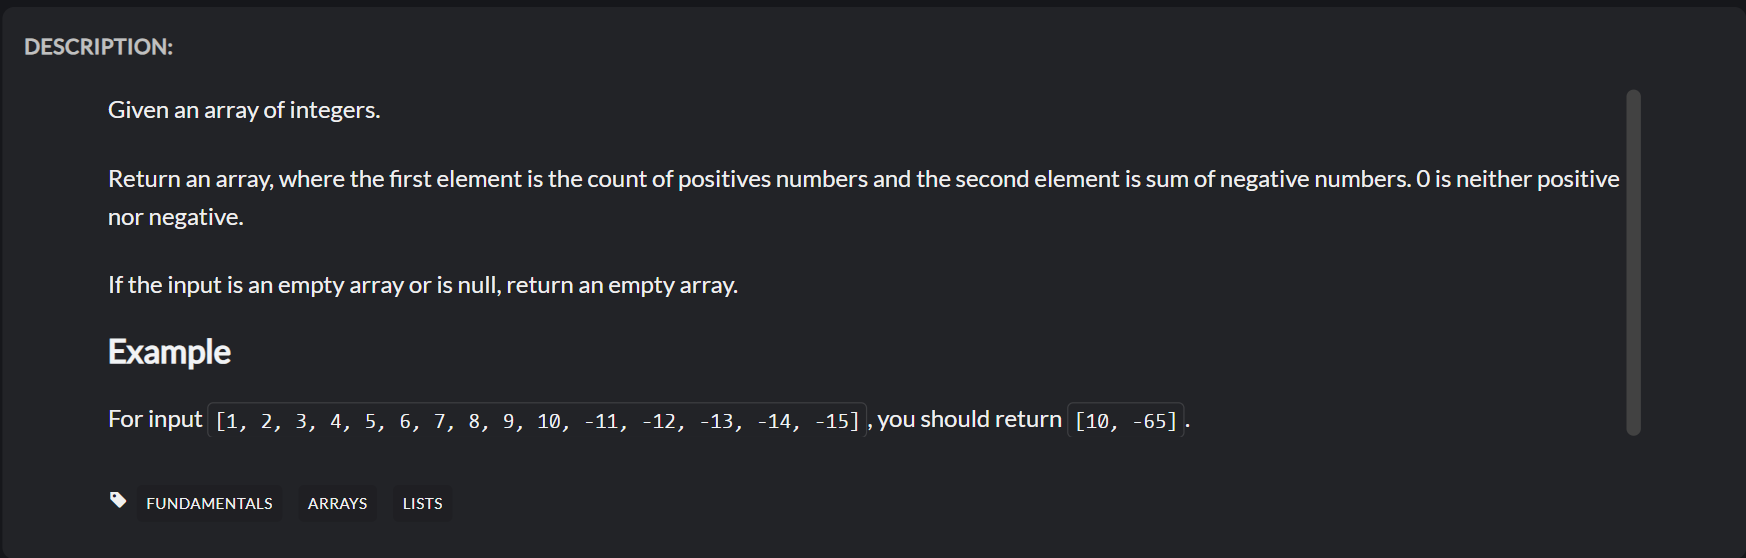 DESCRIPTION:
Given an array of integers.
Return an array, where the first element is the count of positives numbers and the second element is sum of negative numbers. 0 is neither positive
nor negative.
If the input is an empty array or is null, return an empty array.
Example
For input [1, 2, 3, 4, 5, 6, 7, 8, 9, 10, -11, -12, -13, -14, -15], you should return [10, -65].
FUNDAMENTALS ARRAYS LISTS